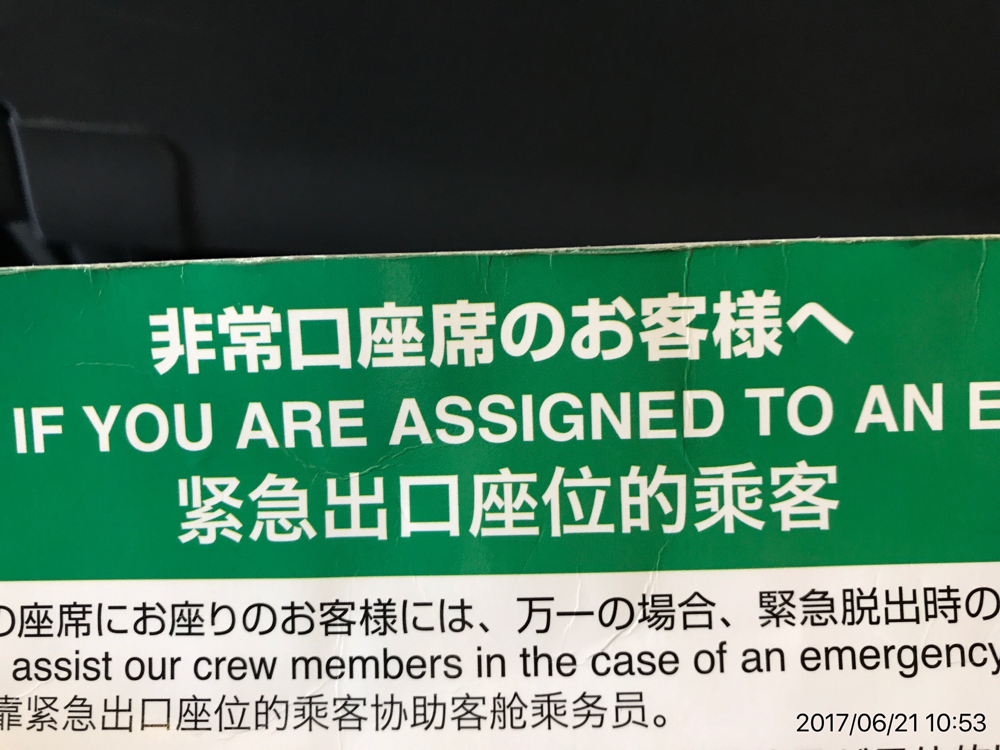 非常口座席のお客様へ
IF YOU ARE ASSIGNED TO AN E
紧急出口座位的乘客
の座席にお座りのお客様には、万一の場合、緊急脱出時の
assist our crew members in the case of an emergency
靠紧急出口座位的乘客协助客舱乘务员。
2017/06/21 10:53